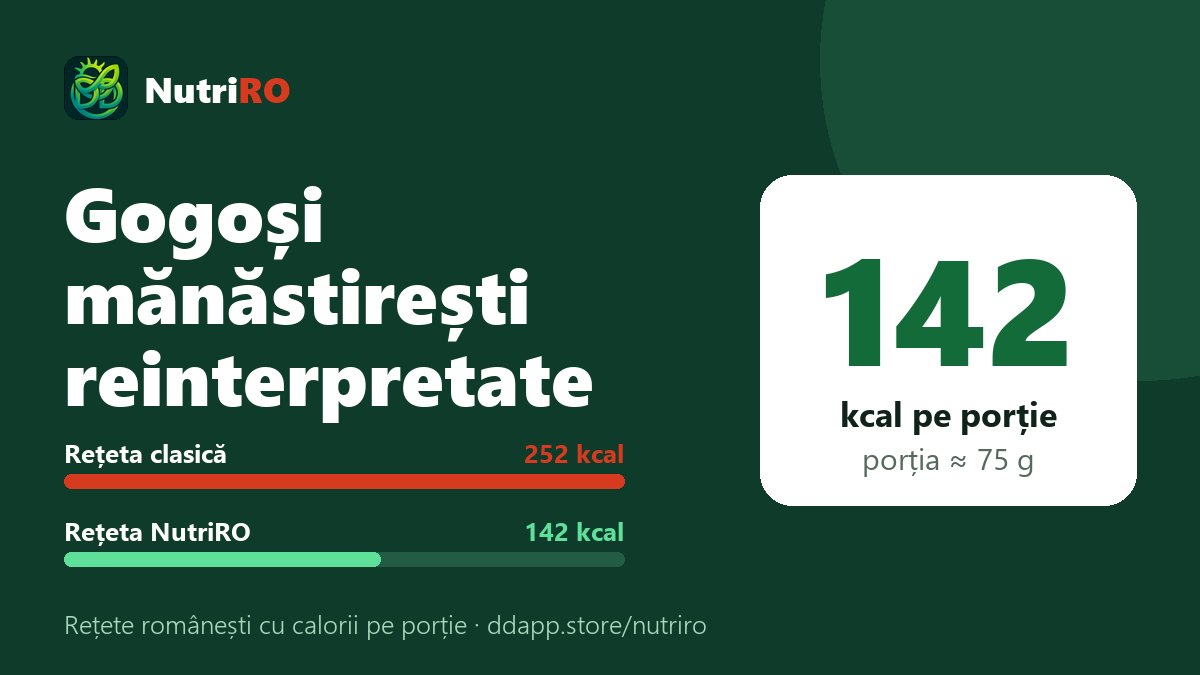 NutriRO
Gogoși
mănăstirești
reinterpretate
Rețeta clasică 252 kcal
Rețeta NutriRO 142 kcal
142
kcal pe porție
porția ≈ 75 g
Rețete românești cu calorii pe porție · ddapp.store/nutriro